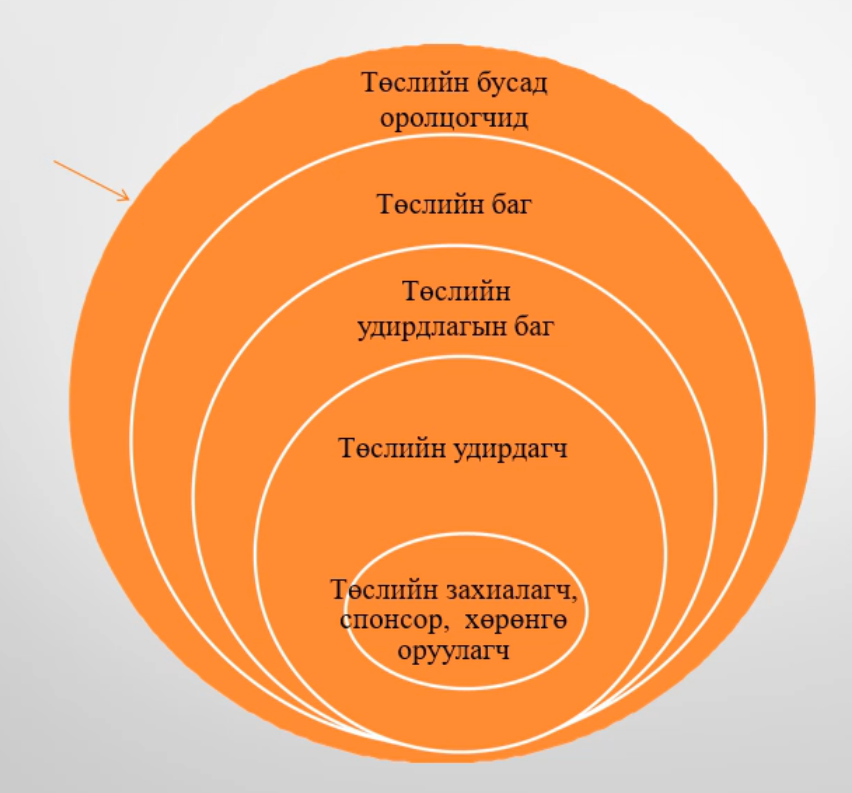 Төслийн бусад
оролцогчид
Төслийн баг
Төслийн
удирдлагын баг
Төслийн удирдагч
Төслийн захиалагч,
спонсор, хөрөнгө
оруулагч